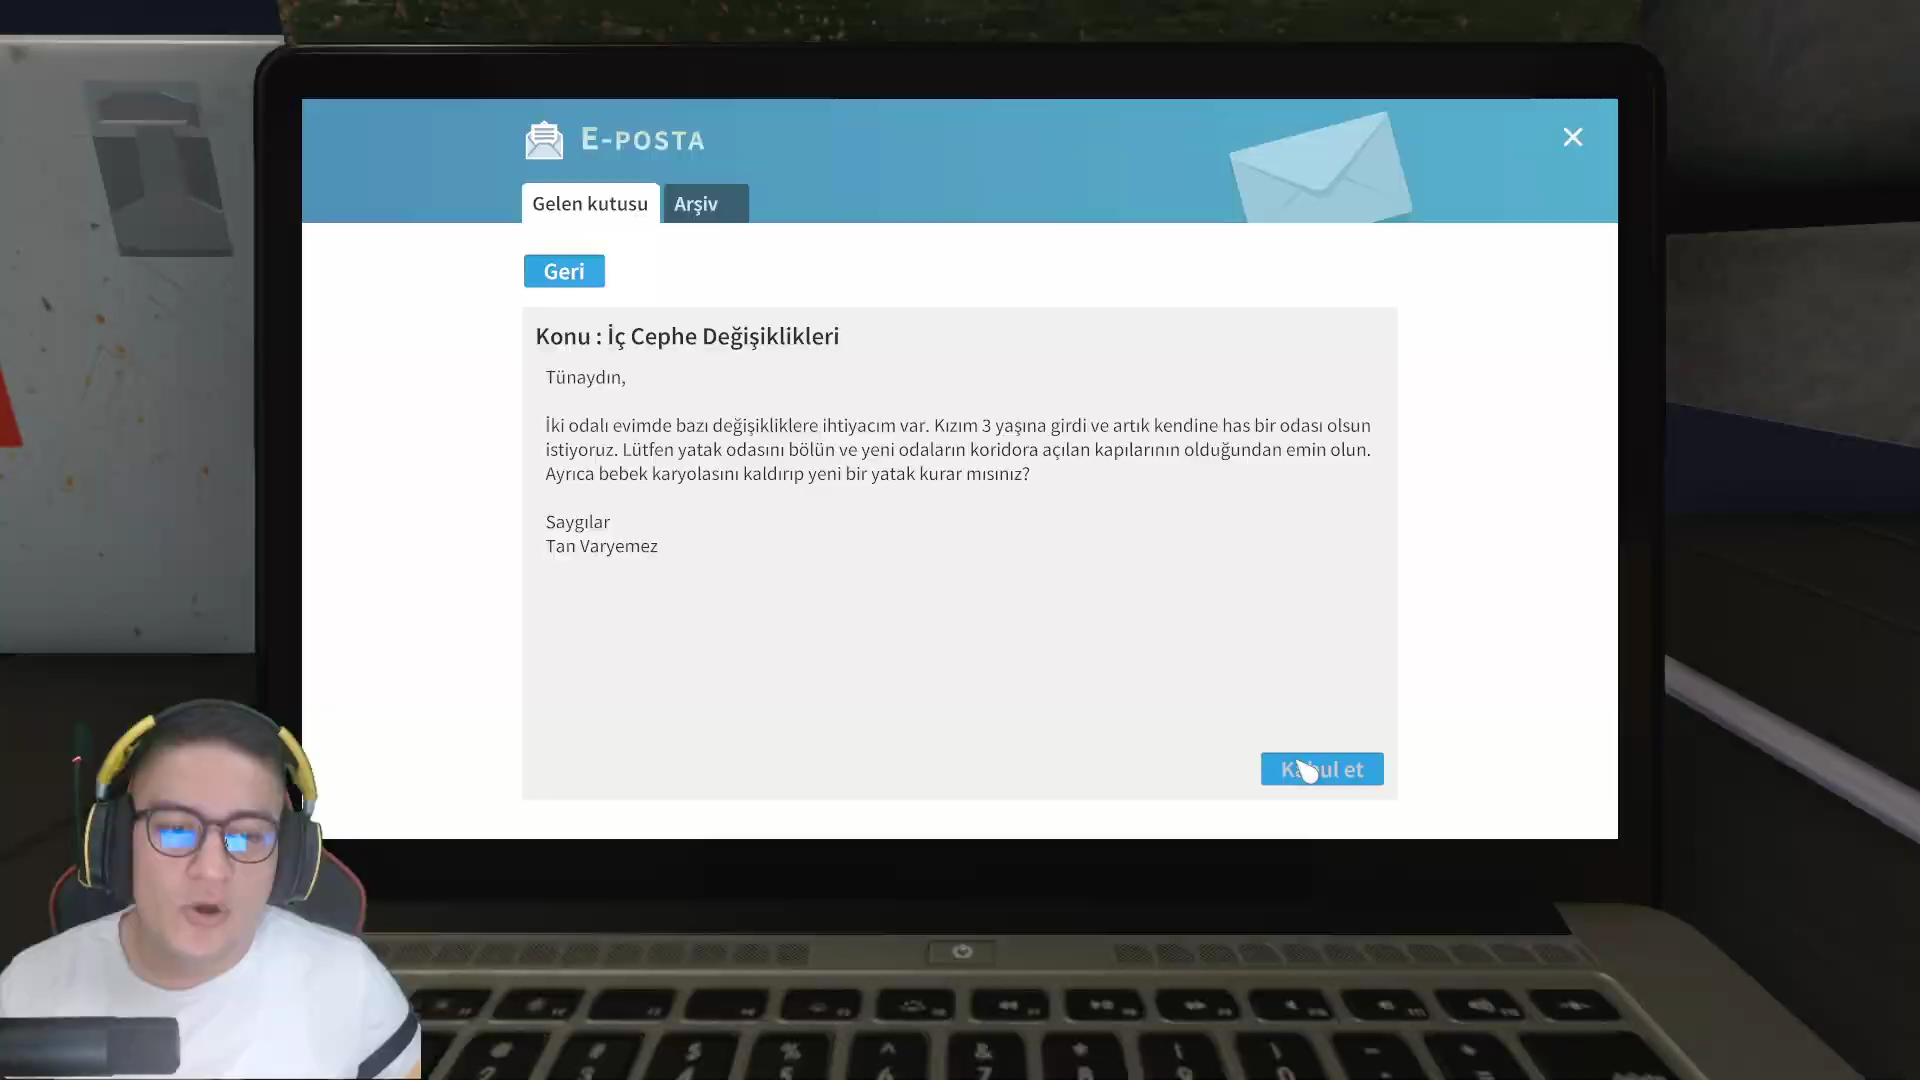 E-POSTA
Gelen kutusu
Arşiv
Geri
Konu : İç Cephe Değişiklikleri
Tünaydın,
İki odalı evimde bazı değişikliklere ihtiyacım var. Kızım 3 yaşına girdi ve artık kendine has bir odası olsun
istiyoruz. Lütfen yatak odasını bölün ve yeni odaların koridora açılan kapılarının olduğundan emin olun.
Ayrıca bebek karyolasını kaldırıp yeni bir yatak kurar mısınız?
Saygılar
Tan Varyemez
Kabul et